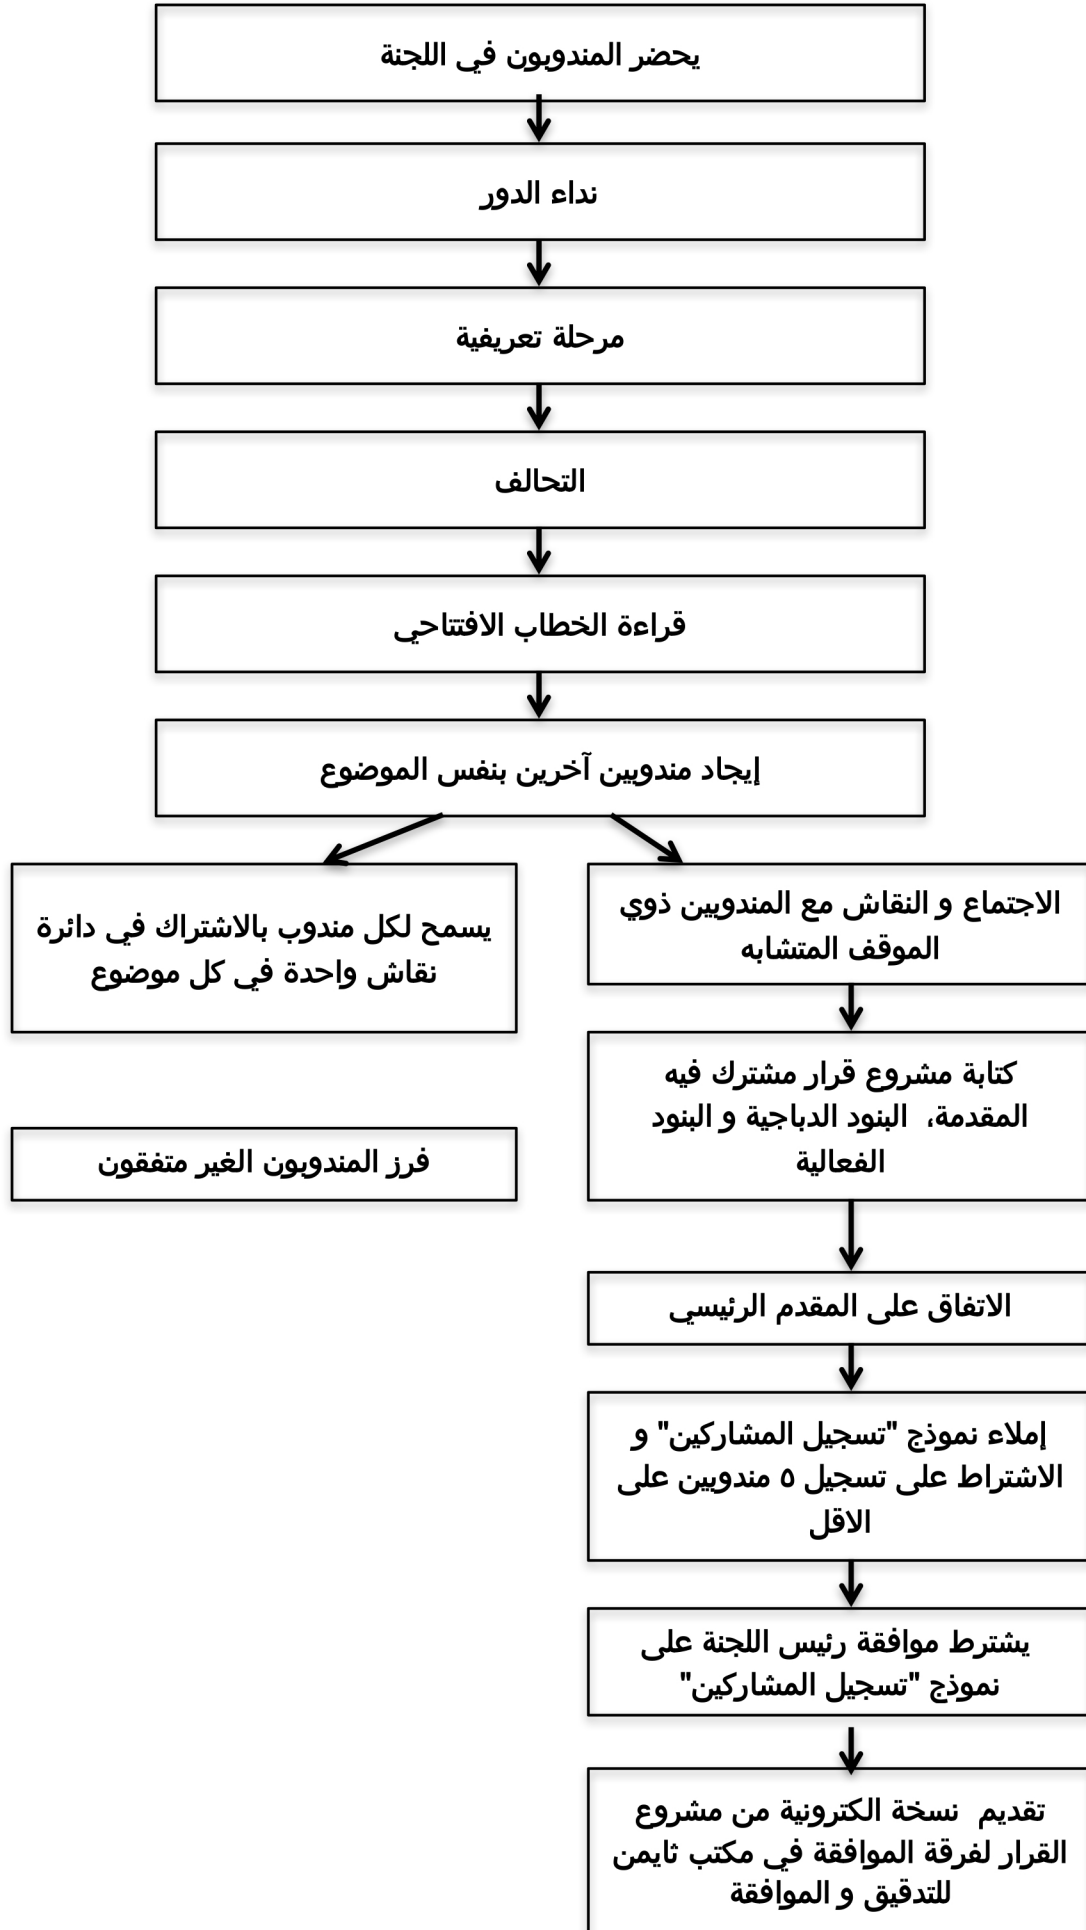 يحضر المندوبون في اللجنة
نداء الدور
مرحلة تعريفية
التحالف
قراءة الخطاب الافتتاحي
إيجاد مندوبين آخرين بنفس الموضوع
الاجتماع و النقاش مع المندوبين ذوي
الموقف المتشابه
يسمح لكل مندوب بالاشتراك في دائرة
نقاش واحدة في كل موضوع
كتابة مشروع قرار مشترك فيه
المقدمة، البنود الدباجية و البنود
الفعالية
فرز المندوبون الغير متفقون
الاتفاق على المقدم الرئيسي
إملاء نموذج "تسجيل المشاركين" و
الاشتراط على تسجيل ٥ مندوبين على
الاقل
يشترط موافقة رئيس اللجنة على
نموذج "تسجيل المشاركين"
تقديم نسخة الكترونية من مشروع
القرار لفرقة الموافقة في مكتب ثايمن
للتدقيق و الموافقة